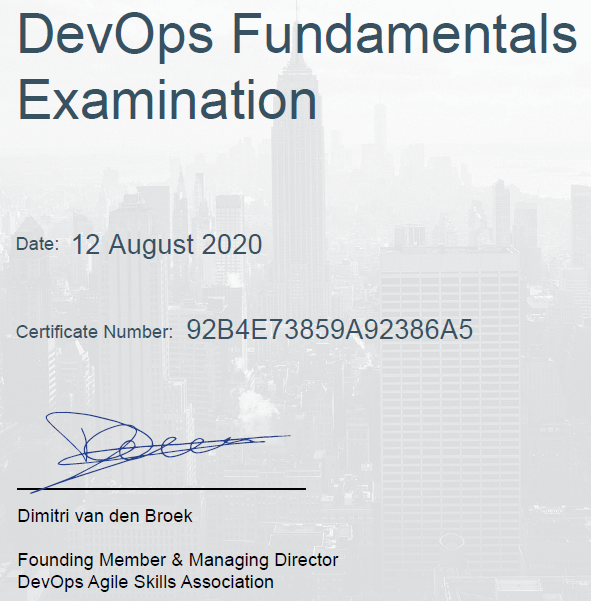 DevOps Fundamentals
Examination
Date: 12 August 2020
Certificate Number: 92B4E73859A92386A5
Dimitri van den Broek
Founding Member & Managing Director
DevOps Agile Skills Association